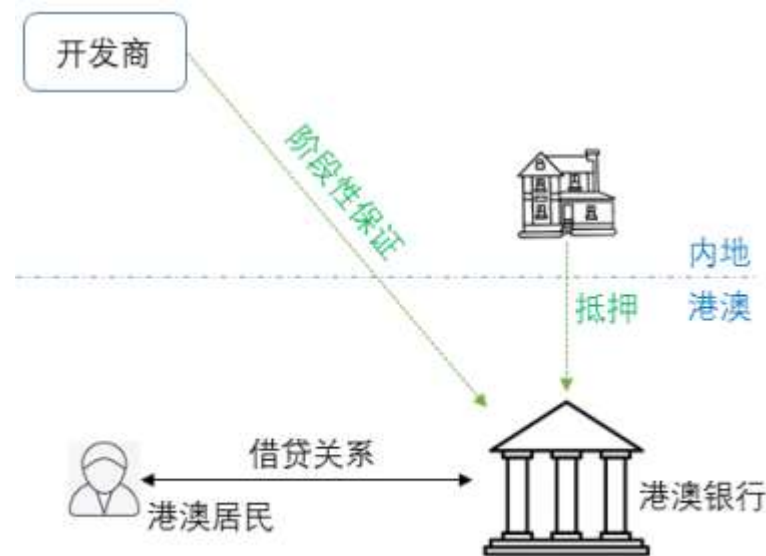 开发商
阶段性保证
内地
抵押
港澳
借贷关系
港澳居民
港澳银行